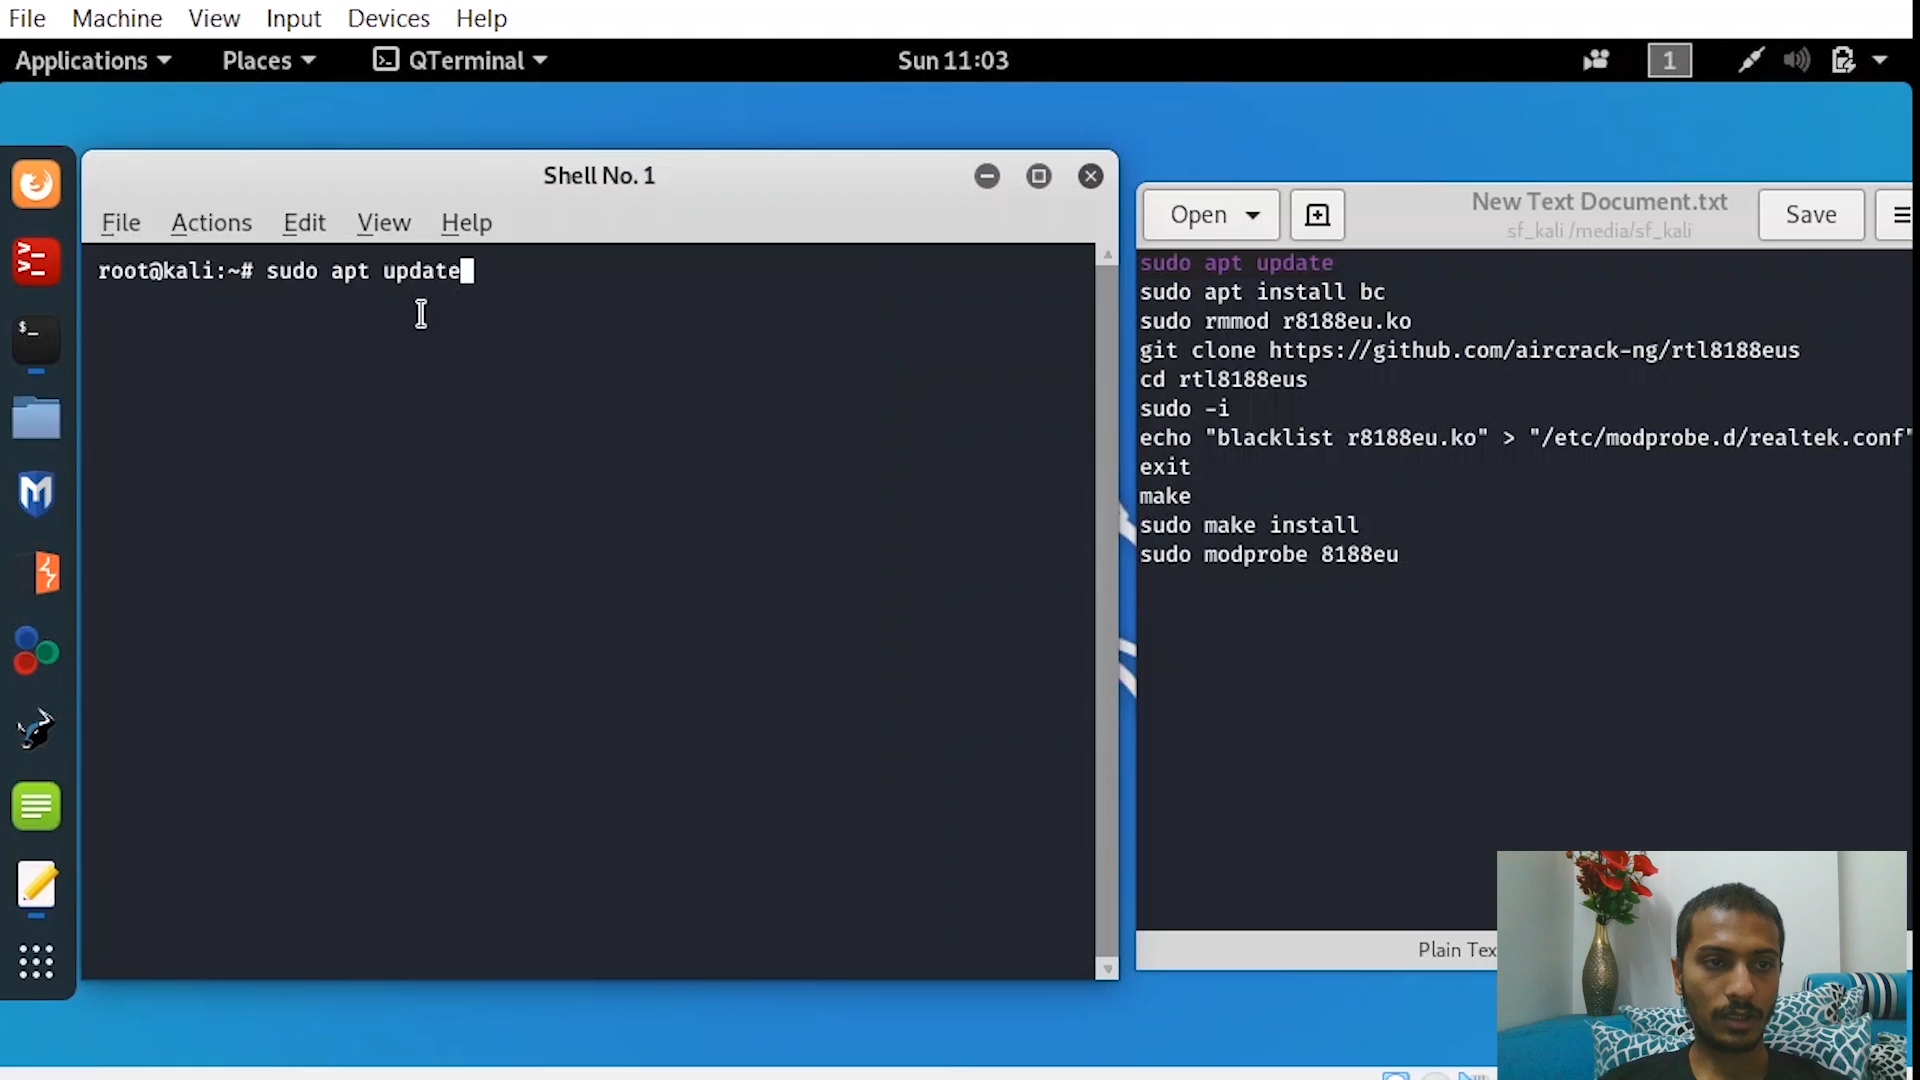 File Machine View Input Devices Help
Applications Places QTerminal Sun 11:03 1
Shell No. 1
File Actions Edit View Help
root@kali:~# sudo apt update
Open New Text Document.txt Save
sf_kali /media/sf_kali
sudo apt update
sudo apt install bc
sudo rmmod r8188eu.ko
git clone https://github.com/aircrack-ng/rtl8188eus
cd rtl8188eus
sudo -i
echo "blacklist r8188eu.ko" > "/etc/modprobe.d/realtek.conf"
exit
make
sudo make install
sudo modprobe 8188eu
Plain Tex